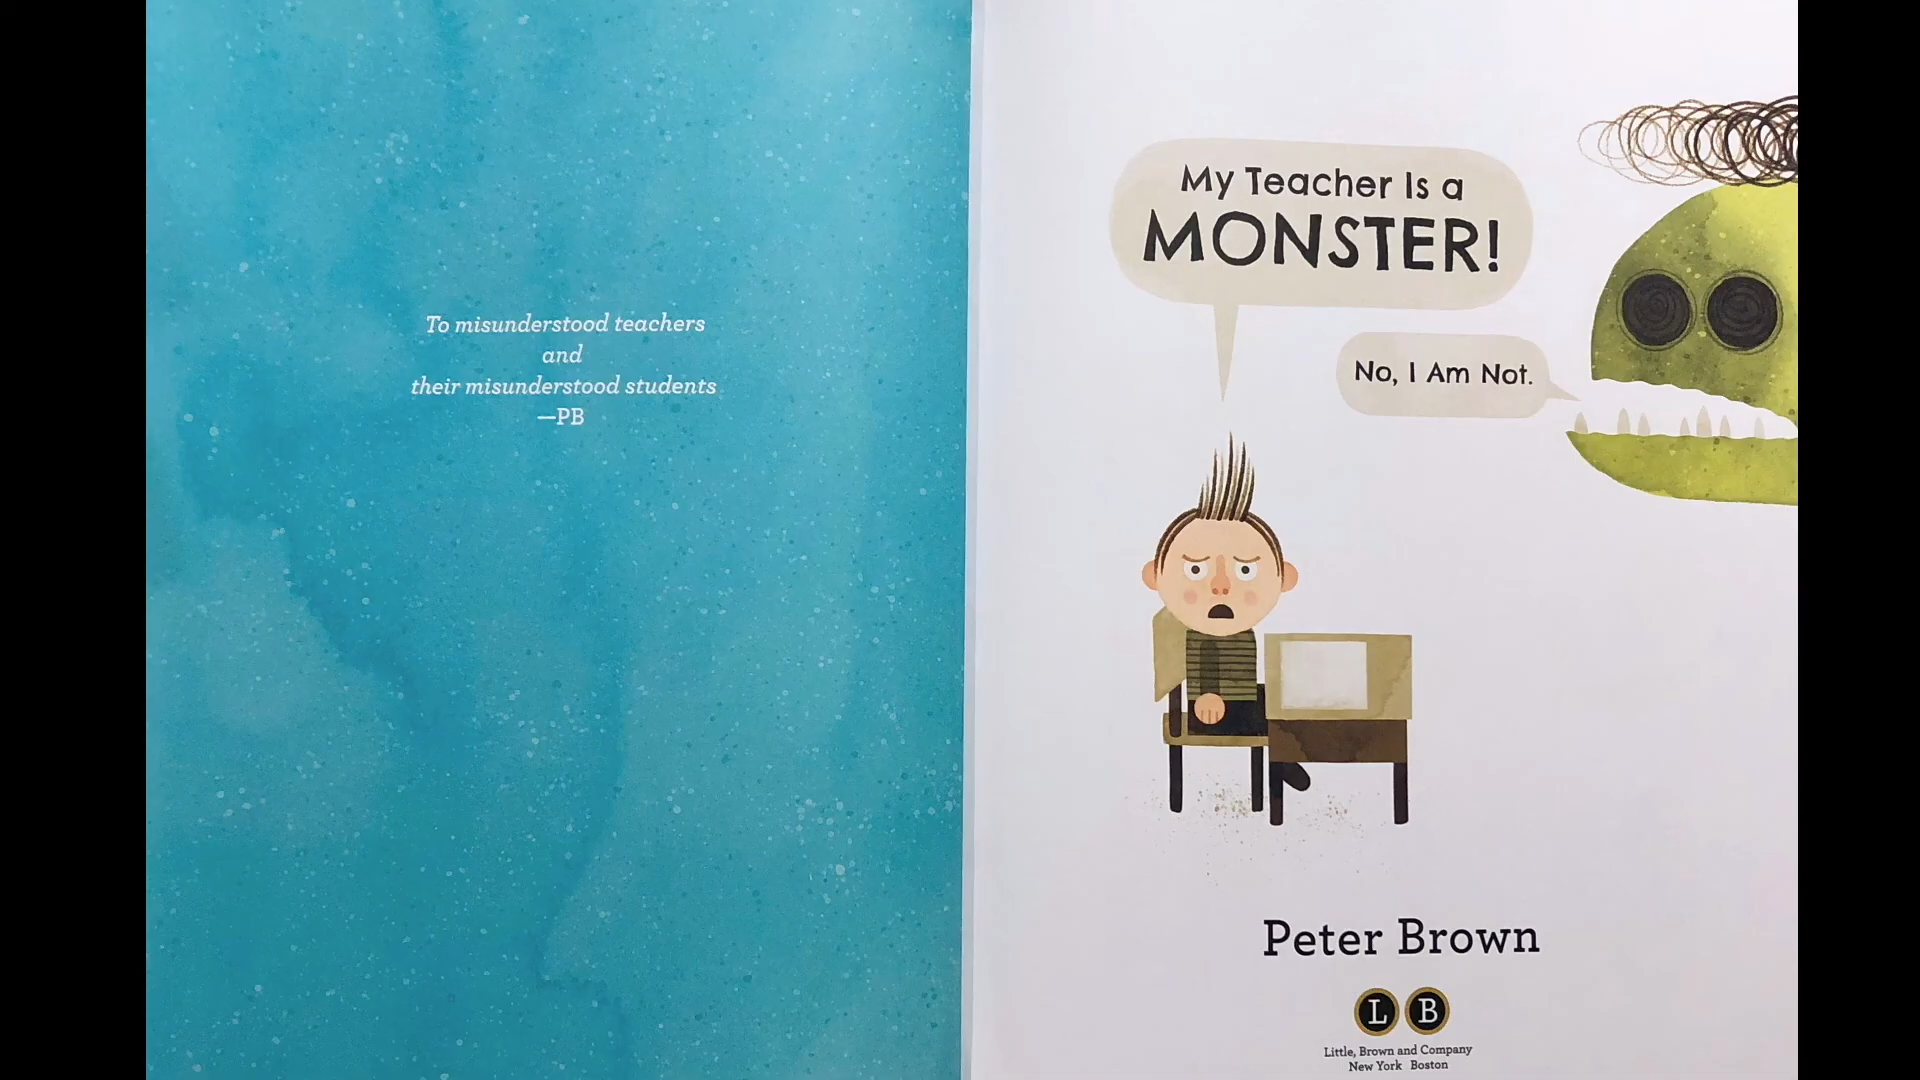 To misunderstood teachers
and
their misunderstood students
—PB
My Teacher Is a
MONSTER!
No, I Am Not.
Peter Brown
L B
Little, Brown and Company
New York Boston